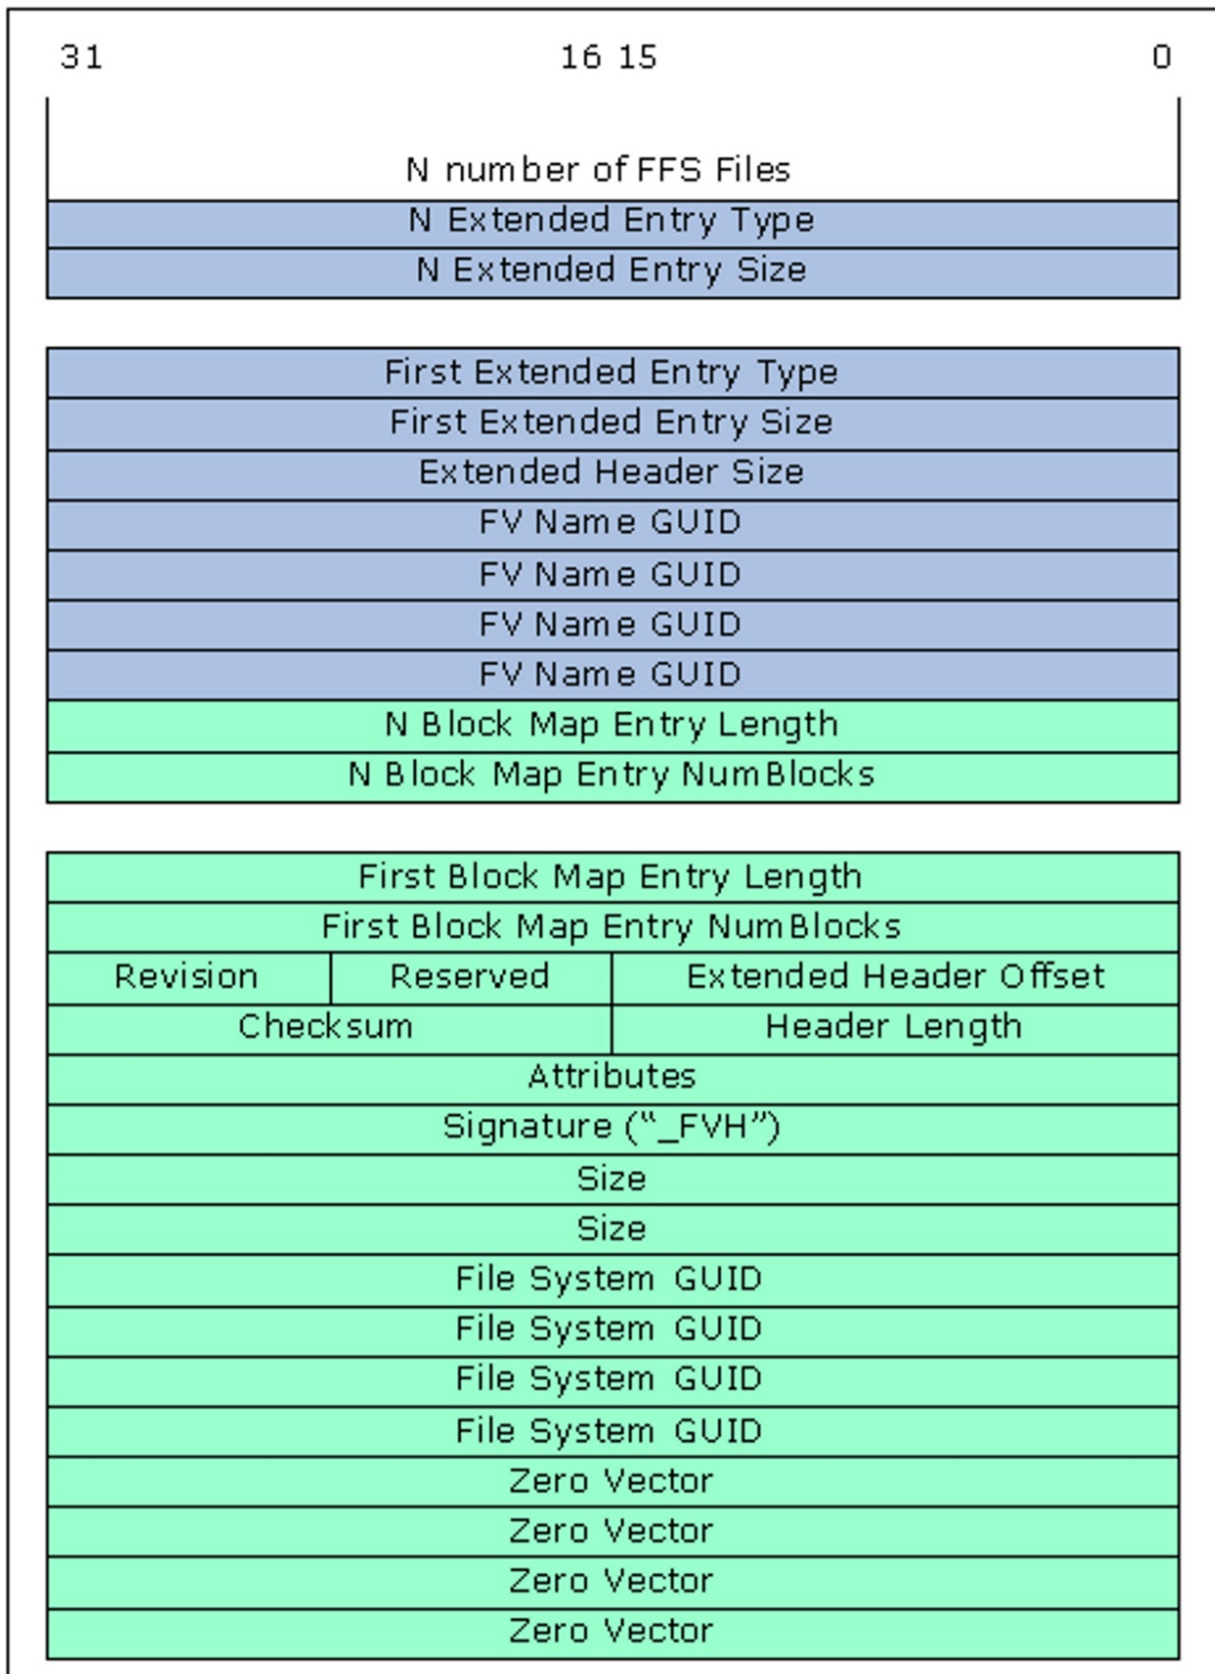 31 16 15 0
N number of FFS Files
N Extended Entry Type
N Extended Entry Size
First Extended Entry Type
First Extended Entry Size
Extended Header Size
FV Name GUID
FV Name GUID
FV Name GUID
FV Name GUID
N Block Map Entry Length
N Block Map Entry NumBlocks
First Block Map Entry Length
First Block Map Entry NumBlocks
Revision Reserved Extended Header Offset
Checksum Header Length
Attributes
Signature (“_FVH”)
Size
Size
File System GUID
File System GUID
File System GUID
File System GUID
Zero Vector
Zero Vector
Zero Vector
Zero Vector